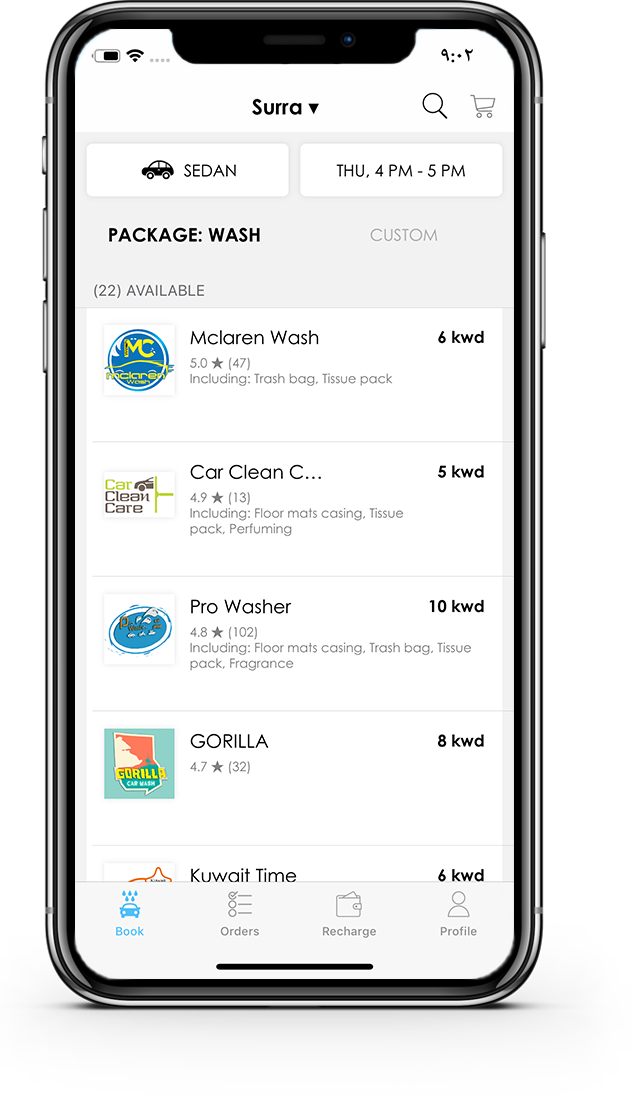 ٩:٠٢
Surra ▾
SEDAN
THU, 4 PM - 5 PM
PACKAGE: WASH
CUSTOM
(22) AVAILABLE
MC
mclaren
Wash
Mclaren Wash
6 kwd
5.0 ★ (47)
Including: Trash bag, Tissue pack
Car
Clean
Care
Car Clean C...
5 kwd
4.9 ★ (13)
Including: Floor mats casing, Tissue
pack, Perfuming
Pro Washer
10 kwd
4.8 ★ (102)
Including: Floor mats casing, Trash bag, Tissue
pack, Fragrance
GORILLA
CAR WASH
GORILLA
8 kwd
4.7 ★ (32)
Kuwait Time
6 kwd
Book
Orders
Recharge
Profile